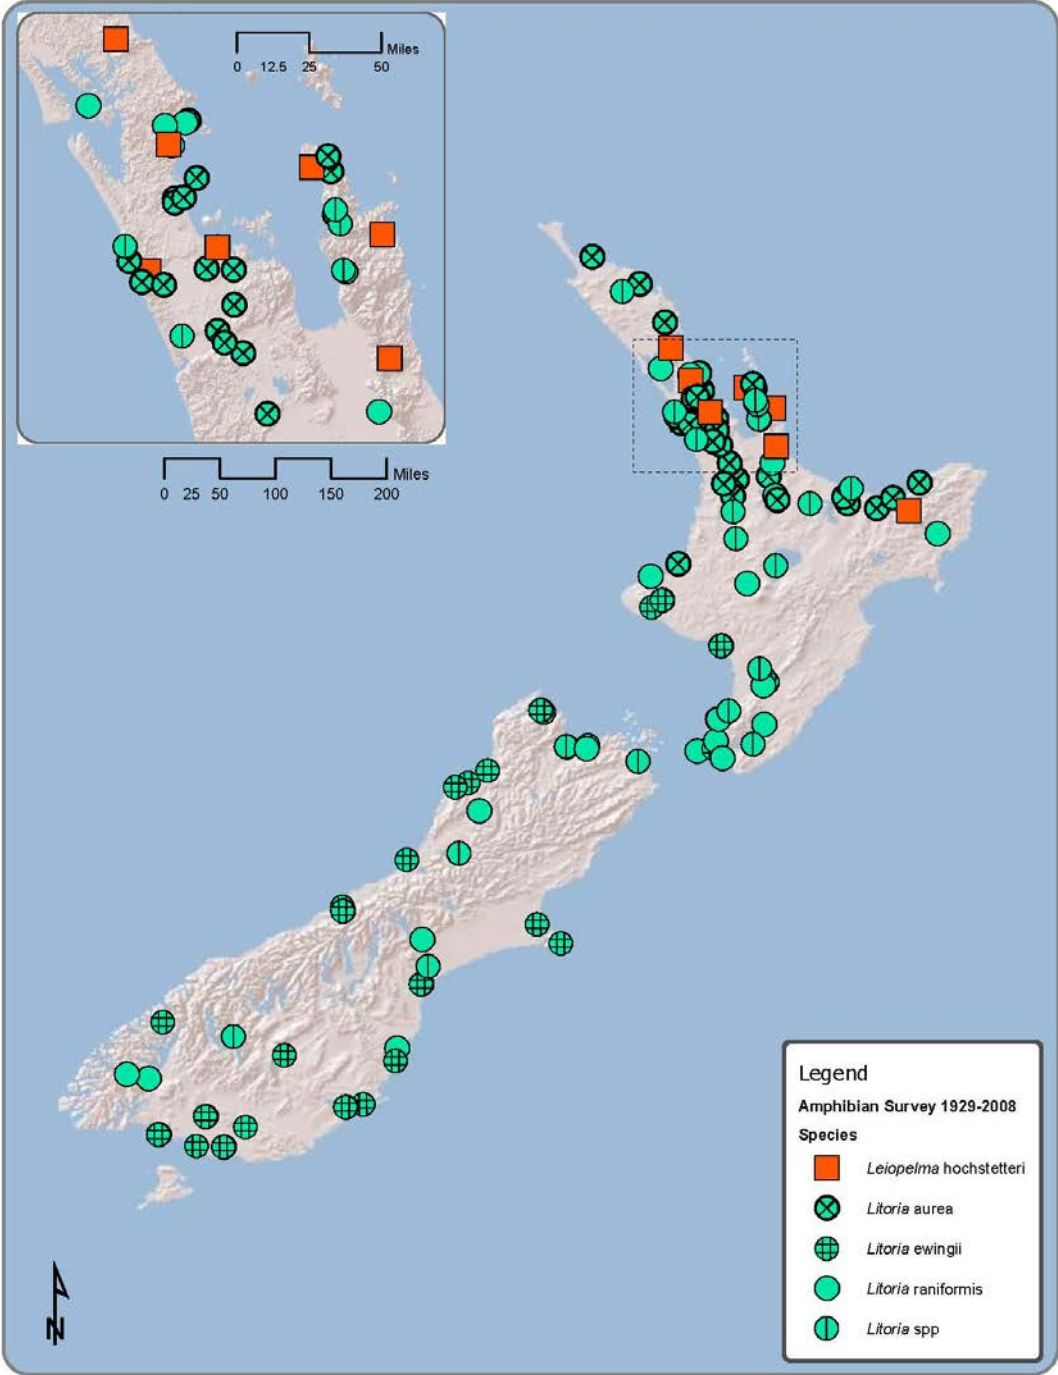 Miles
0 12.5 25 50
Miles
0 25 50 100 150 200
Legend
Amphibian Survey 1929-2008
Species
Leiopelma hochstetteri
Litoria aurea
Litoria ewingii
Litoria raniformis
Litoria spp
N